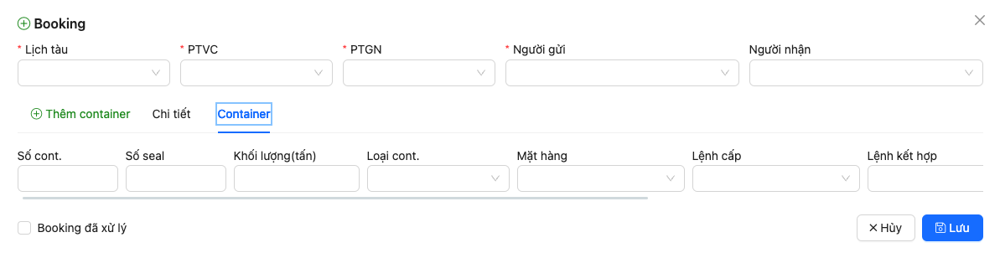 Booking
* Lịch tàu * PTVC * PTGN * Người gửi Người nhận
Thêm container Chi tiết Container
Số cont. Số seal Khối lượng(tấn) Loại cont. Mặt hàng Lệnh cấp Lệnh kết hợp
Booking đã xử lý Hủy Lưu